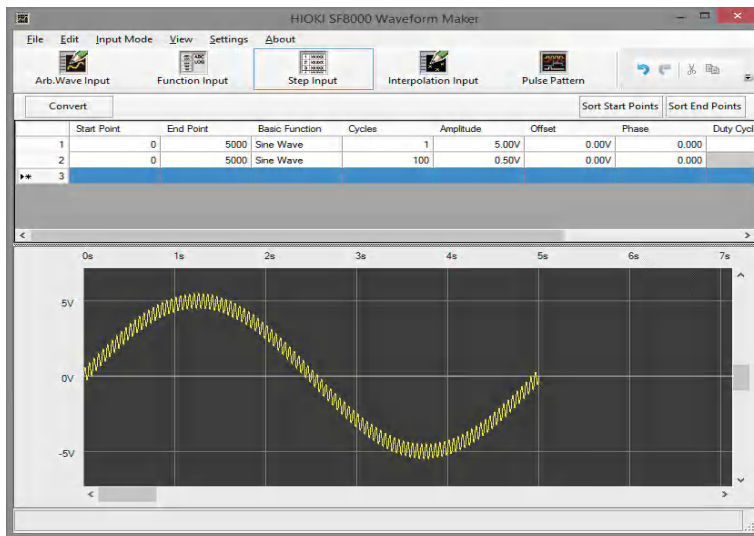 HIOKI SF8000 Waveform Maker
File Edit Input Mode View Settings About
Arb.Wave Input Function Input Step Input Interpolation Input Pulse Pattern
Convert Sort Start Points Sort End Points
Start Point End Point Basic Function Cycles Amplitude Offset Phase Duty Cycl
1 0 5000 Sine Wave 1 5.00V 0.00V 0.000
2 0 5000 Sine Wave 100 0.50V 0.00V 0.000
3
0s 1s 2s 3s 4s 5s 6s 7s
5V
0V
-5V